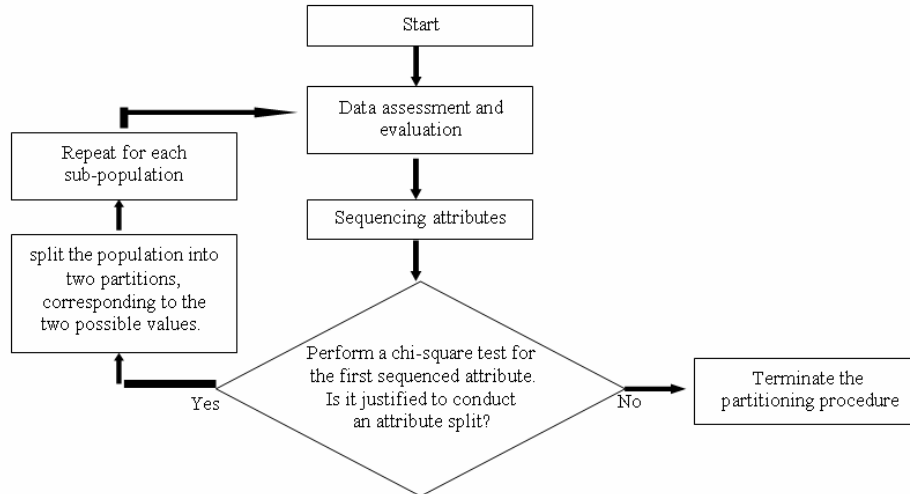 Start
Data assessment and
evaluation
Repeat for each
sub-population
Sequencing attributes
split the population into
two partitions,
corresponding to the
two possible values.
Perform a chi-square test for
the first sequenced attribute.
Is it justified to conduct
an attribute split?
Yes
No
Terminate the
partitioning procedure